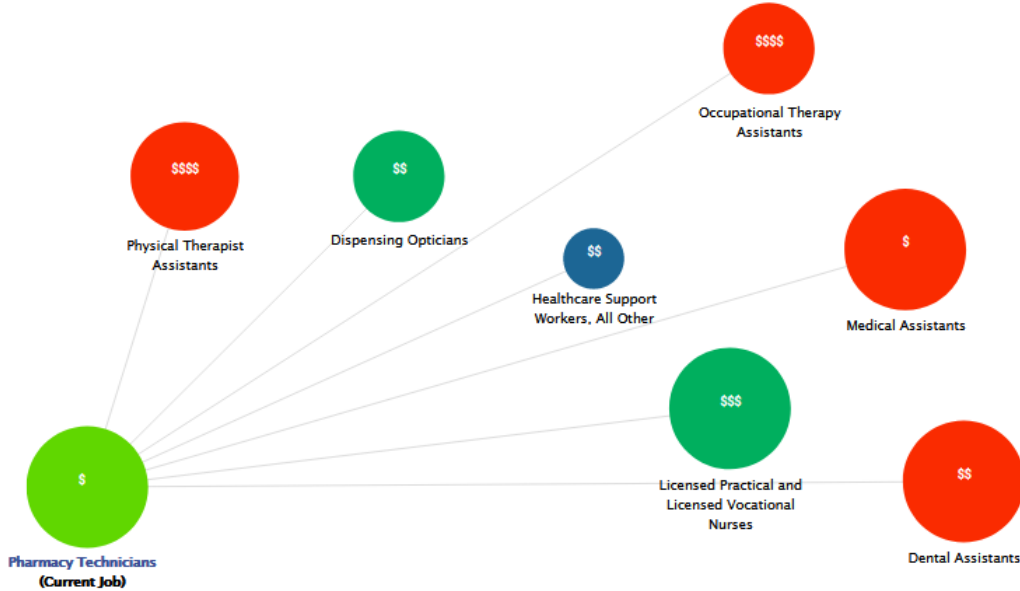 $$$$
Occupational Therapy
Assistants
$$$$
Physical Therapist
Assistants
$$
Dispensing Opticians
$$
Healthcare Support
Workers, All Other
$
Medical Assistants
$$$
Licensed Practical and
Licensed Vocational
Nurses
$$
Dental Assistants
$
Pharmacy Technicians
(Current Job)